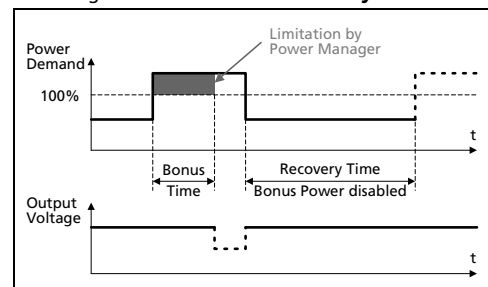 Limitation by
Power Manager
Power
Demand
100%
t
Bonus
Time
Recovery Time
Bonus Power disabled
Output
Voltage
t